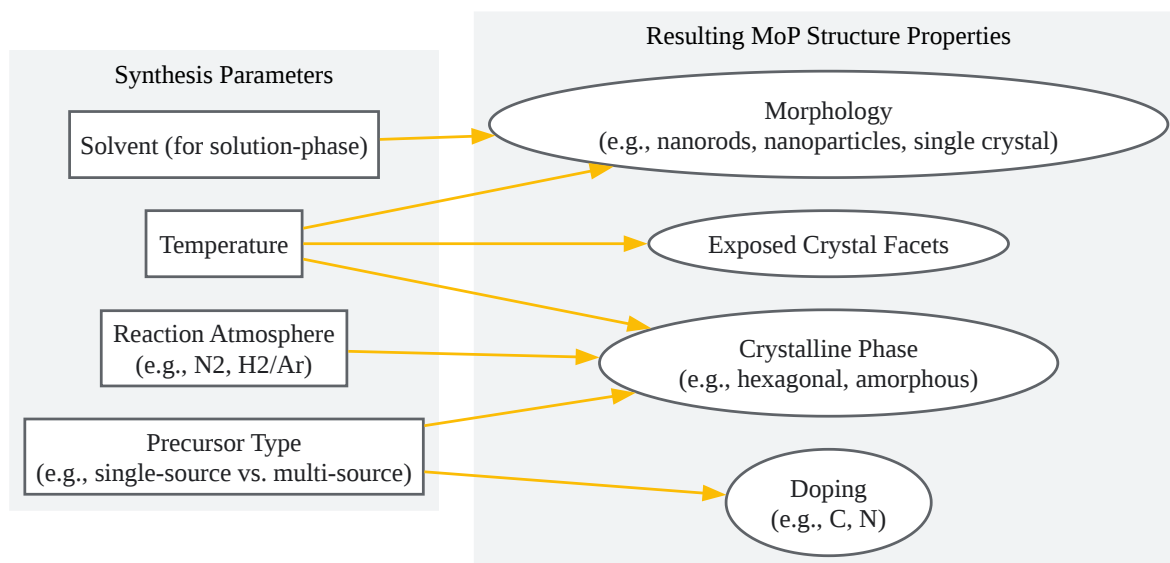 Synthesis Parameters
Solvent (for solution-phase)
Temperature
Reaction Atmosphere
(e.g., N2, H2/Ar)
Precursor Type
(e.g., single-source vs. multi-source)
Resulting MoP Structure Properties
Morphology
(e.g., nanorods, nanoparticles, single crystal)
Exposed Crystal Facets
Crystalline Phase
(e.g., hexagonal, amorphous)
Doping
(e.g., C, N)